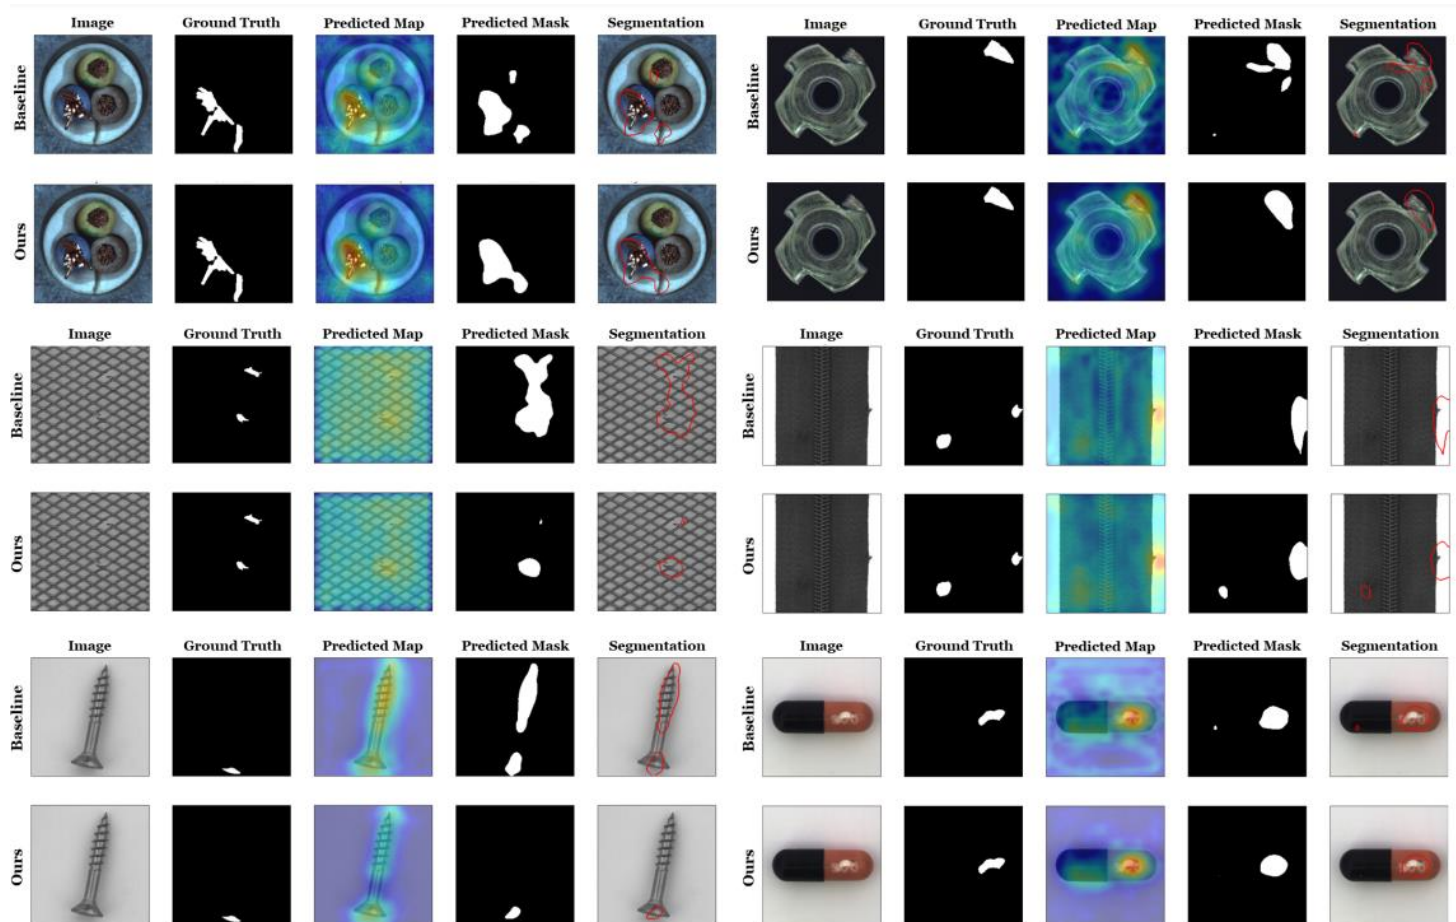 Image Ground Truth Predicted Map Predicted Mask Segmentation
Baseline
Ours
Image Ground Truth Predicted Map Predicted Mask Segmentation
Baseline
Ours
Image Ground Truth Predicted Map Predicted Mask Segmentation
Baseline
Ours
Image Ground Truth Predicted Map Predicted Mask Segmentation
Baseline
Ours
Image Ground Truth Predicted Map Predicted Mask Segmentation
Baseline
Ours
Image Ground Truth Predicted Map Predicted Mask Segmentation
Baseline
Ours